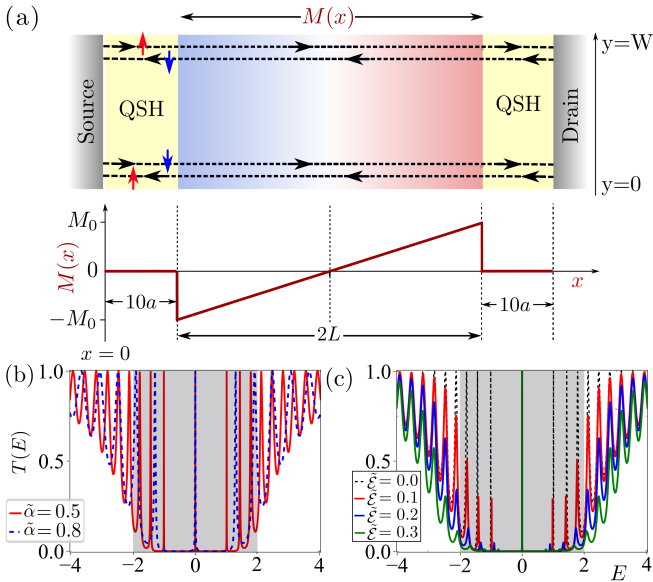 (a)
M(x)
y=W
Source
QSH
QSH
Drain
y=0
M(x)
M₀
0
−M₀
10a
10a
x
2L
x = 0
(b)
(c)
T(E)
1.0
0.5
0.0
α̃ = 0.5
α̃ = 0.8
−4 −2 0 2 4
1.0
0.5
0.0
Ẽ = 0.0
Ẽ = 0.1
Ẽ = 0.2
Ẽ = 0.3
−4 −2 0 2 E 4